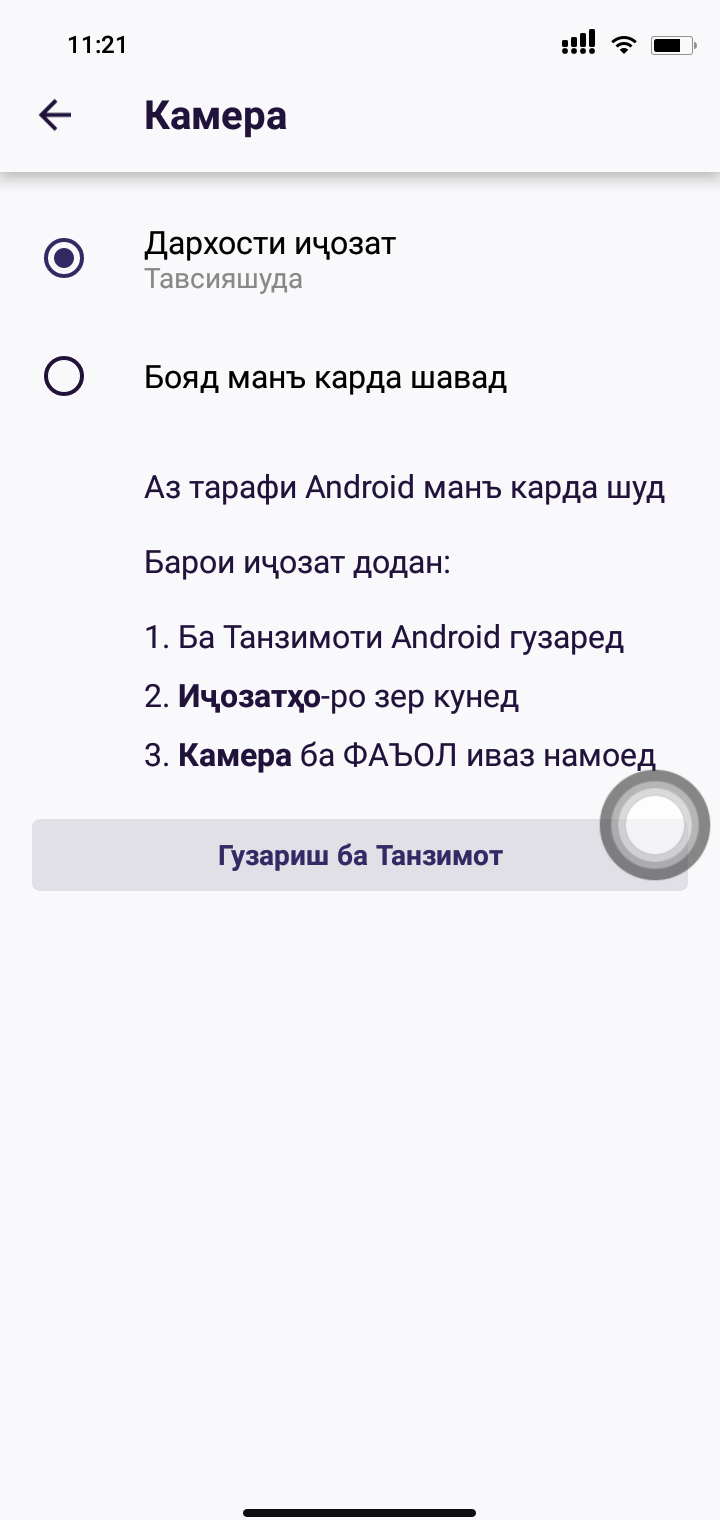 11:21
Камера
Дархости иҷозат
Тавсияшуда
Бояд манъ карда шавад
Аз тарафи Android манъ карда шуд
Барои иҷозат додан:
1. Ба Танзимоти Android гузаред
2. Иҷозатҳо-ро зер кунед
3. Камера ба ФАЪОЛ иваз намоед
Гузариш ба Танзимот